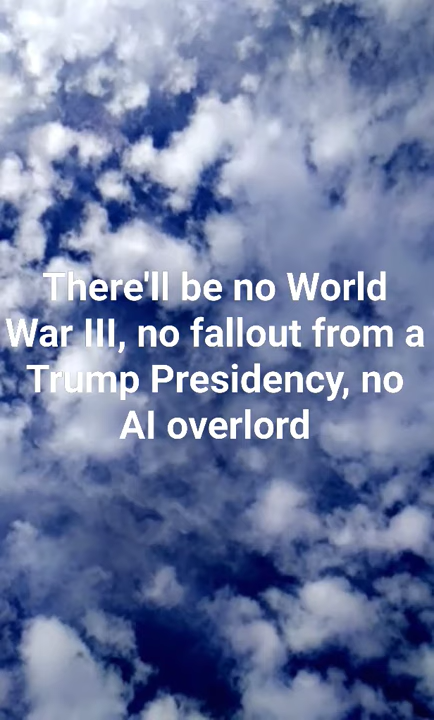 There'll be no World
War III, no fallout from a
Trump Presidency, no
AI overlord